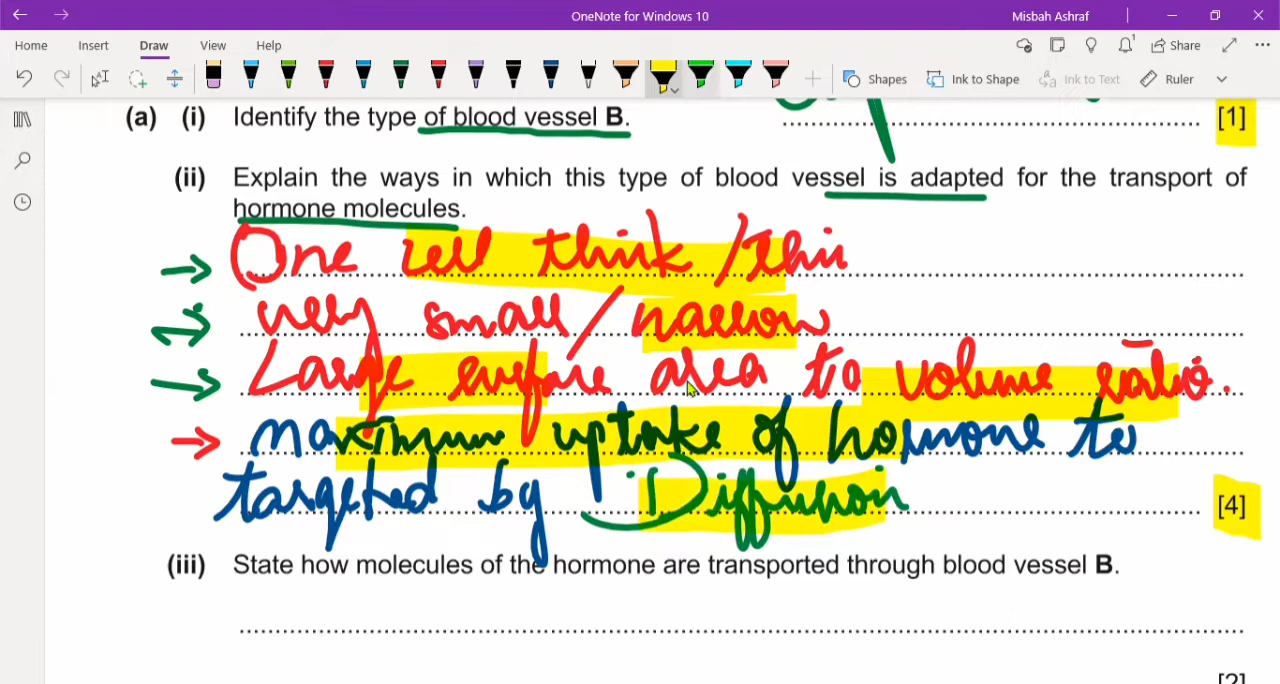 OneNote for Windows 10
Misbah Ashraf
Home Insert Draw View Help
Share
Shapes Ink to Shape Ink to Text Ruler
(a) (i) Identify the type of blood vessel B. [1]
(ii) Explain the ways in which this type of blood vessel is adapted for the transport of
hormone molecules.
→ One cell think / thin
→ very small / narrow
→ Large surface area to volume ratio.
→ maximum uptake of hormone to
targeted by Diffusion [4]
(iii) State how molecules of the hormone are transported through blood vessel B.
[2]